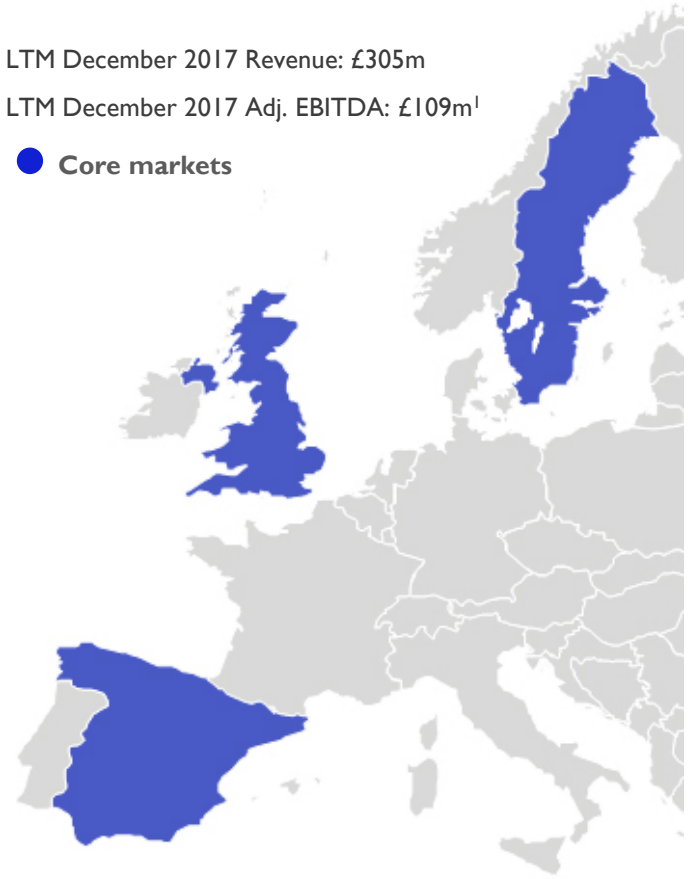 LTM December 2017 Revenue: £305m
LTM December 2017 Adj. EBITDA: £109m¹
Core markets